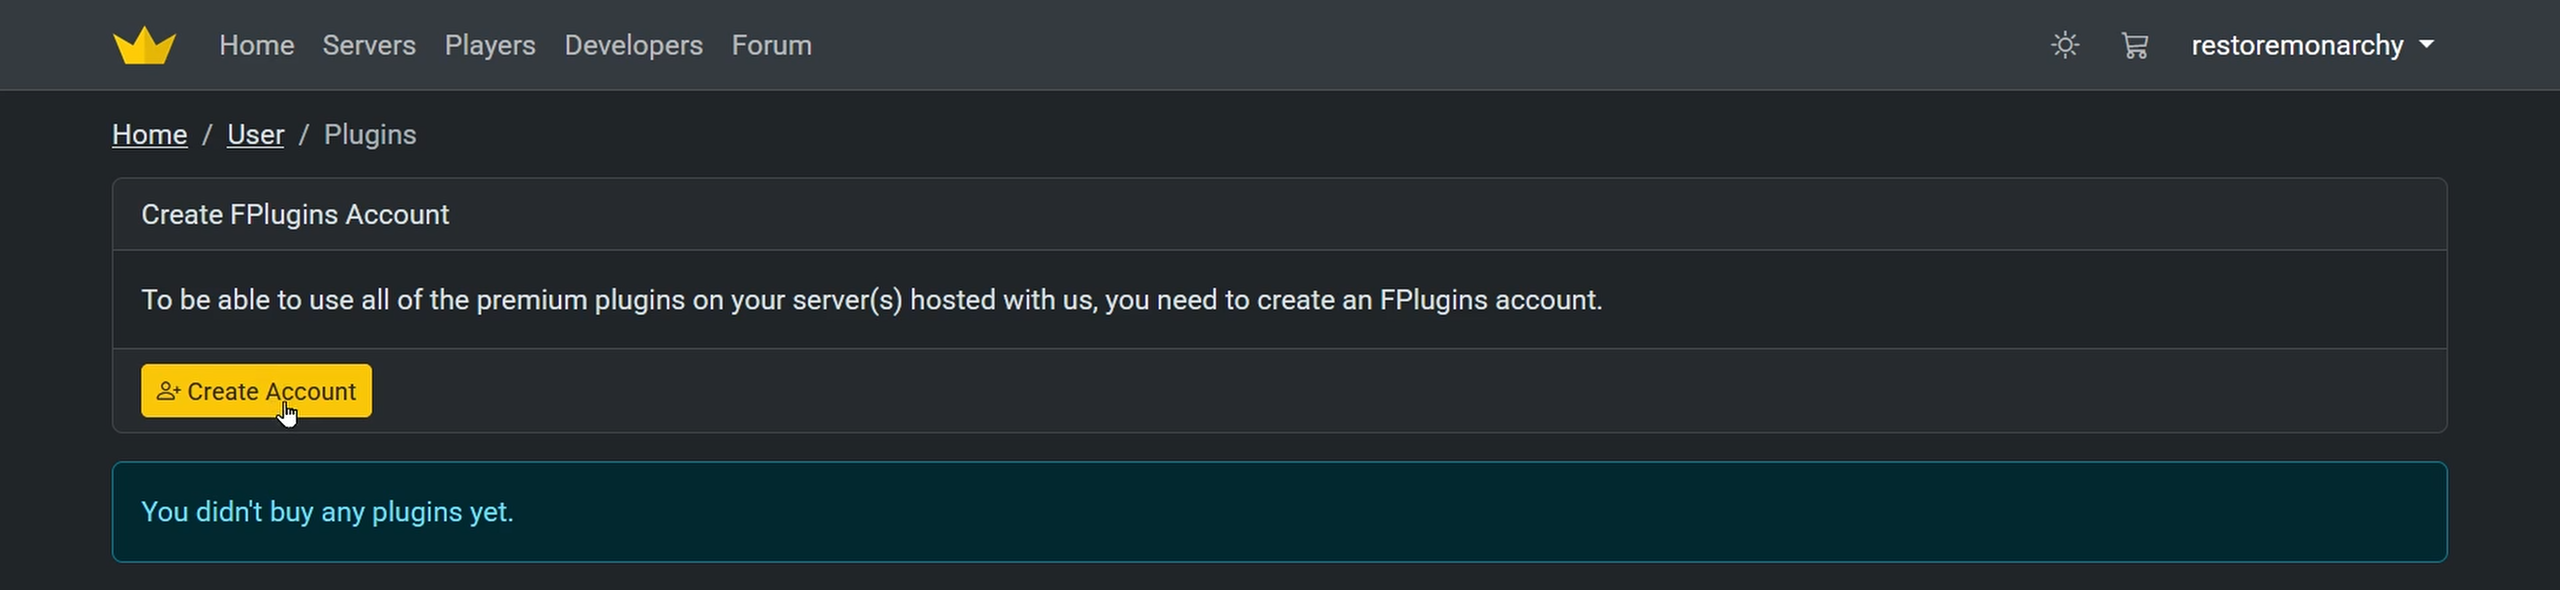 Home Servers Players Developers Forum restoremonarchy
Home / User / Plugins
Create FPlugins Account
To be able to use all of the premium plugins on your server(s) hosted with us, you need to create an FPlugins account.
Create Account
You didn't buy any plugins yet.